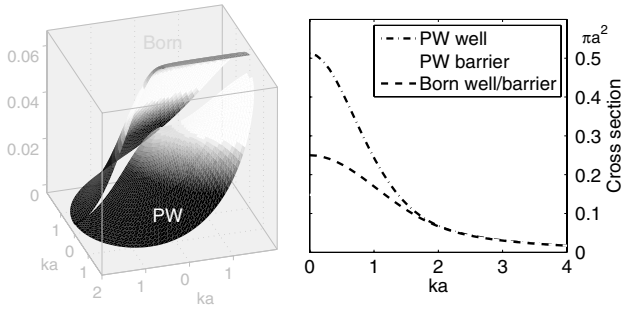 0.06
0.04
0.02
0
Born
PW
1
0
1
2
ka
1
0
1
ka
PW well
PW barrier
Born well/barrier
πa²
0.5
0.4
0.3
0.2
0.1
0
Cross section
0 1 2 3 4
ka